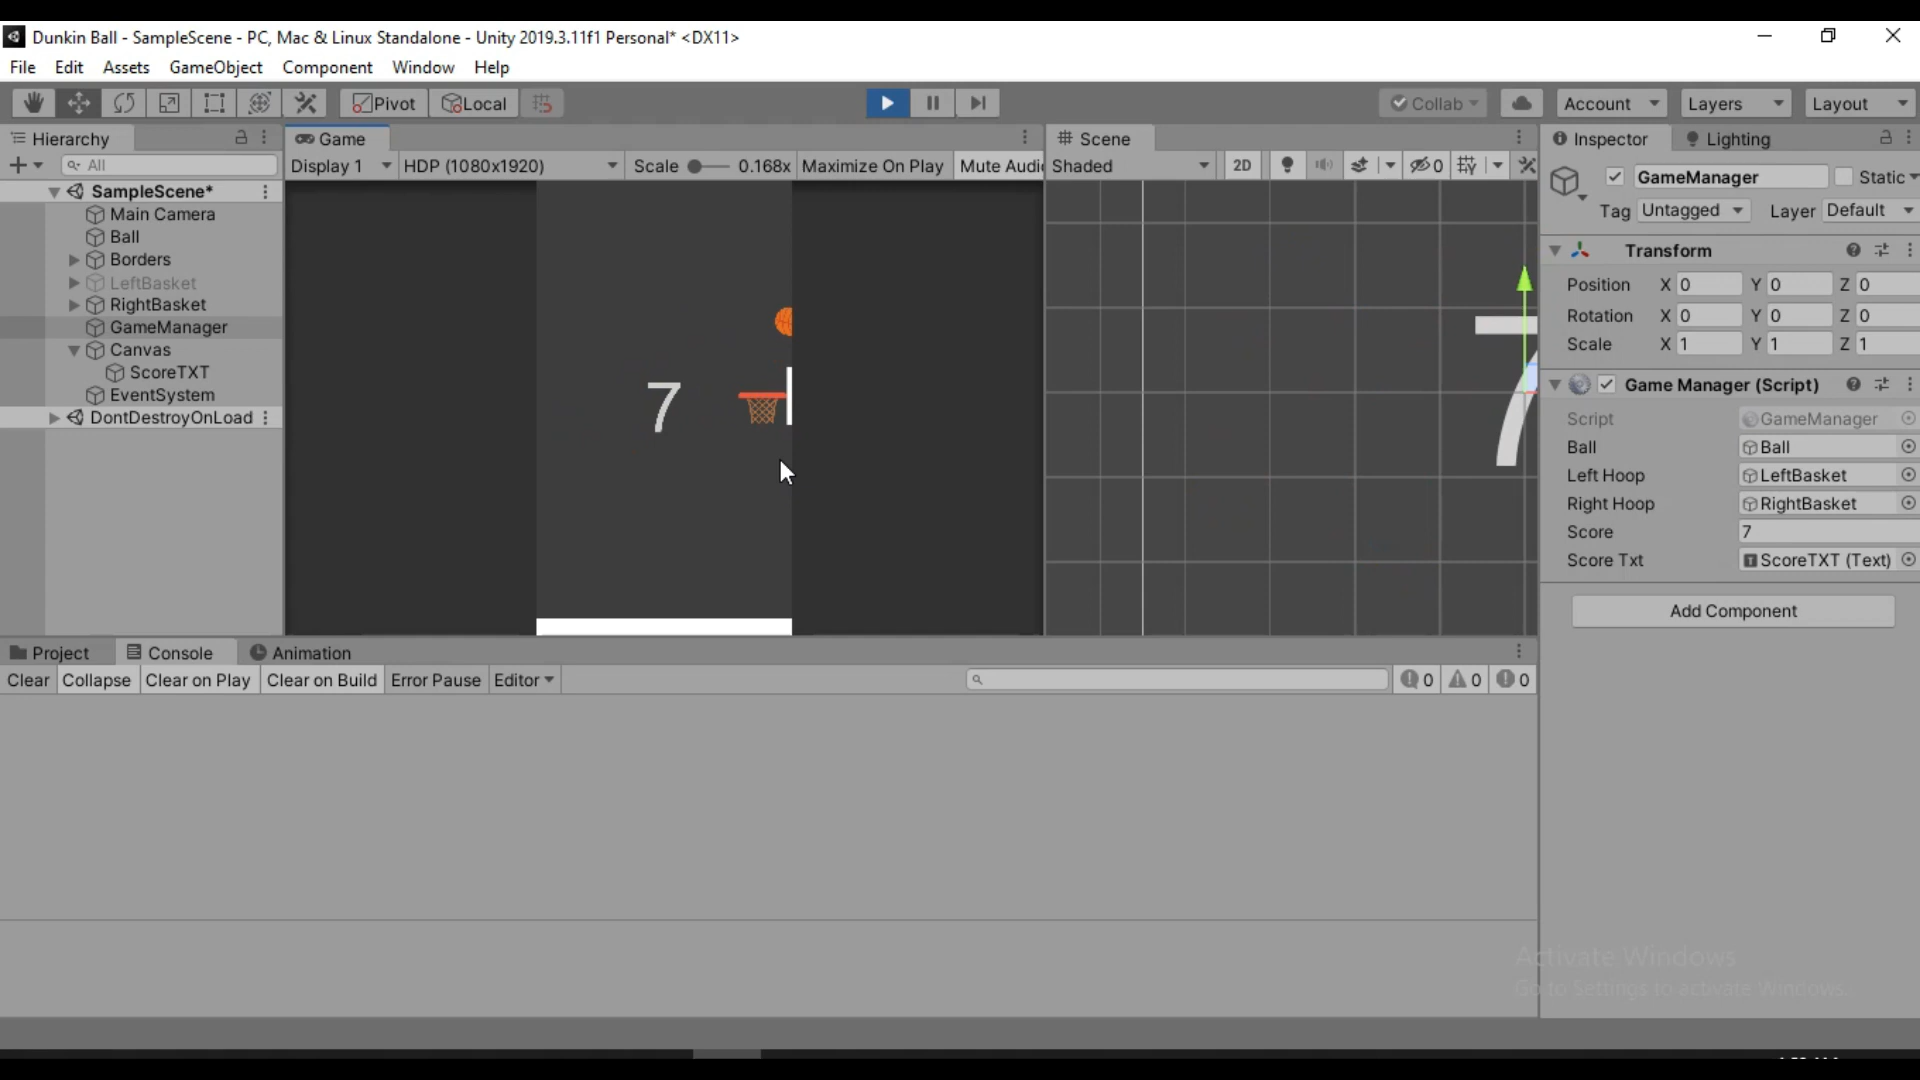 Dunkin Ball - SampleScene - PC, Mac & Linux Standalone - Unity 2019.3.11f1 Personal* <DX11>
File Edit Assets GameObject Component Window Help
Pivot Local Collab Account Layers Layout
Hierarchy
All
SampleScene*
Main Camera
Ball
Borders
LeftBasket
RightBasket
GameManager
Canvas
ScoreTXT
EventSystem
DontDestroyOnLoad
Game
Display 1 HDP (1080x1920) Scale 0.168x Maximize On Play Mute Audi
7
Scene
Shaded 2D 0
7
Inspector Lighting
GameManager Static
Tag Untagged Layer Default
Transform
Position X 0 Y 0 Z 0
Rotation X 0 Y 0 Z 0
Scale X 1 Y 1 Z 1
Game Manager (Script)
Script GameManager
Ball Ball
Left Hoop LeftBasket
Right Hoop RightBasket
Score 7
Score Txt ScoreTXT (Text)
Add Component
Project Console Animation
Clear Collapse Clear on Play Clear on Build Error Pause Editor 0 0 0
Activate Windows
Go to Settings to activate Windows.